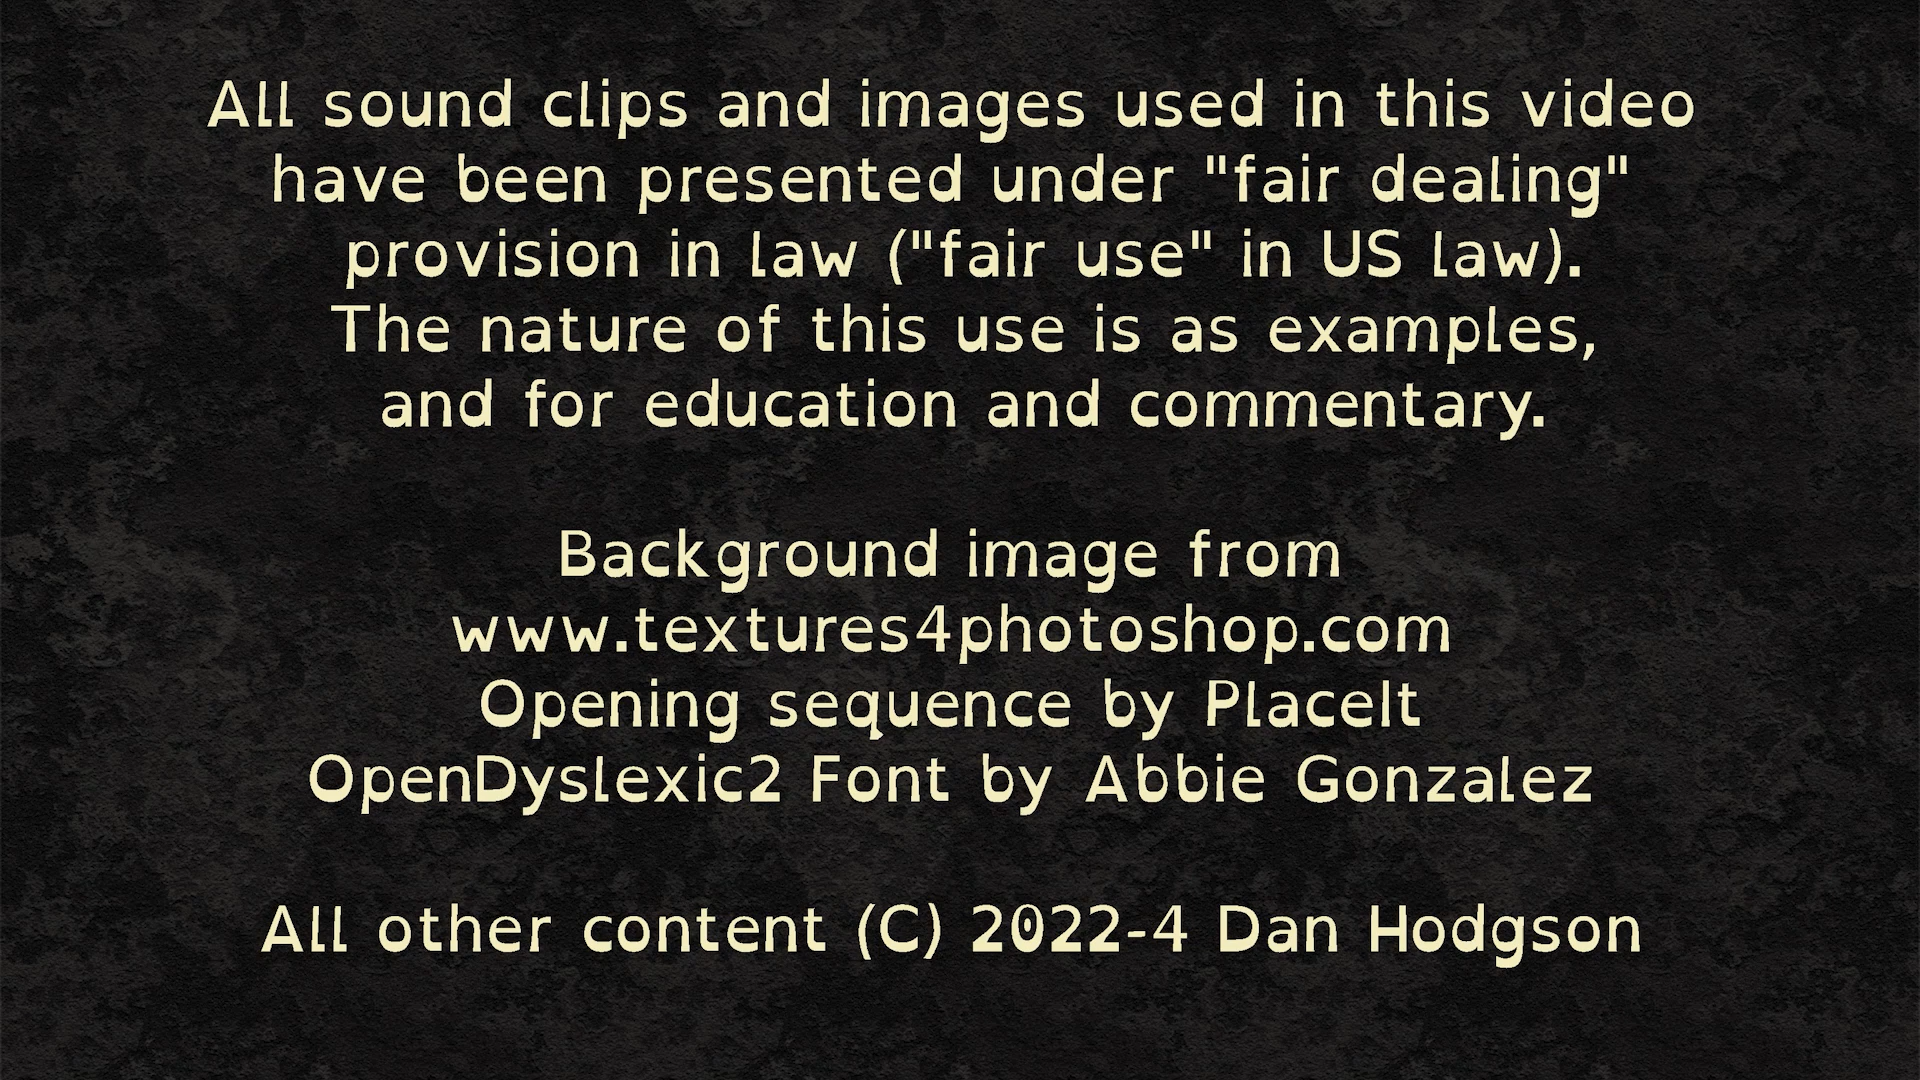 All sound clips and images used in this video
have been presented under "fair dealing"
provision in law ("fair use" in US law).
The nature of this use is as examples,
and for education and commentary.
Background image from
www.textures4photoshop.com
Opening sequence by PlaceIt
OpenDyslexic2 Font by Abbie Gonzalez
All other content (C) 2022-4 Dan Hodgson